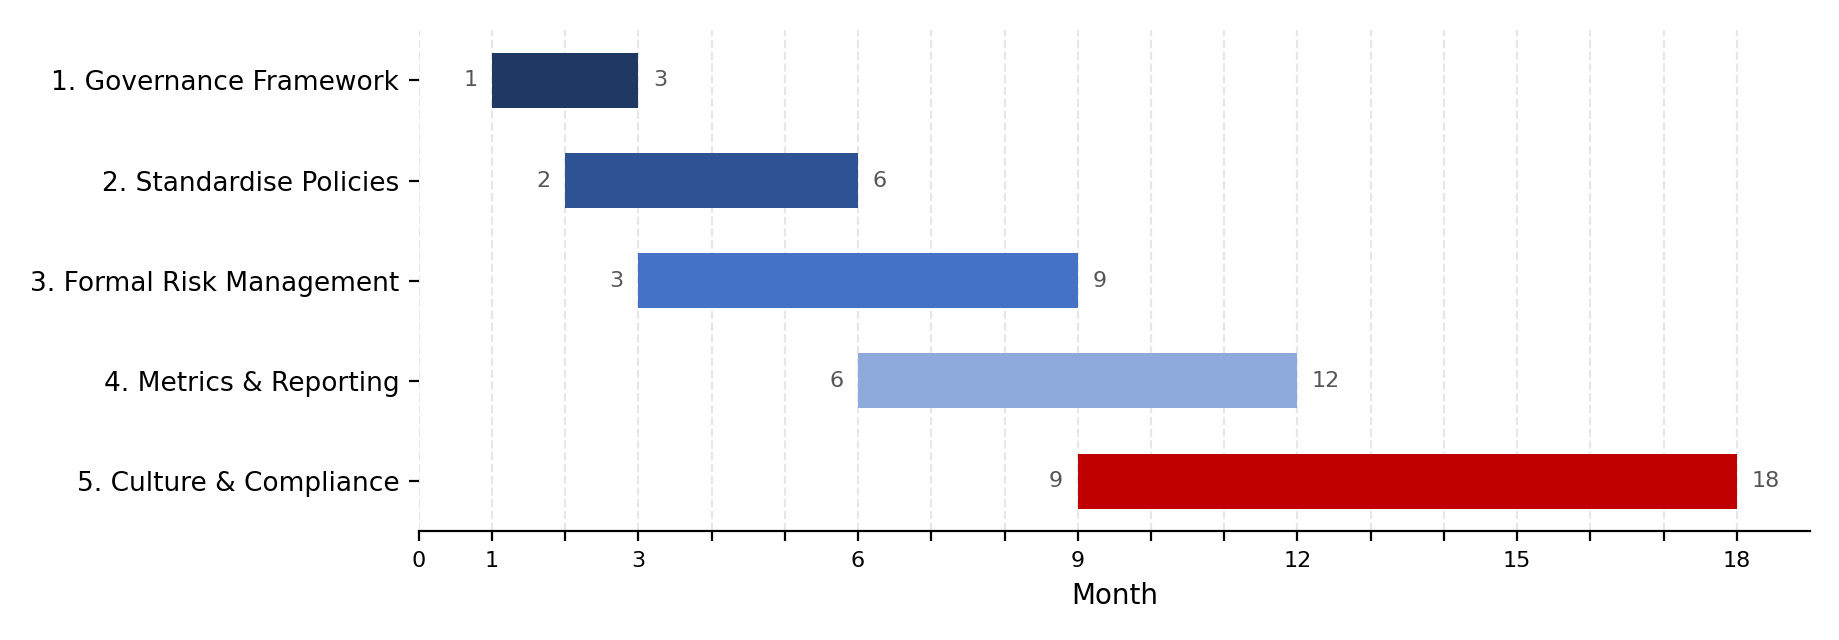 1. Governance Framework 1 3
2. Standardise Policies 2 6
3. Formal Risk Management 3 9
4. Metrics & Reporting 6 12
5. Culture & Compliance 9 18
0 1 3 6 9 12 15 18
Month